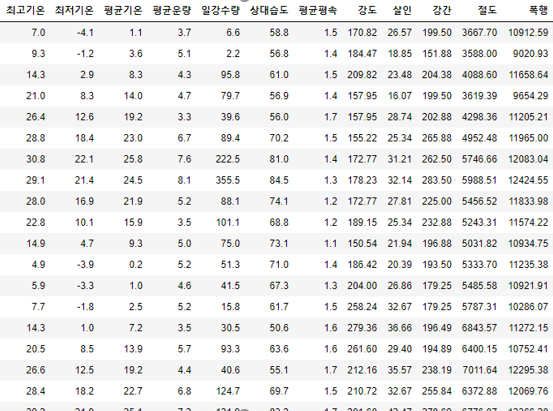 최고기온 최저기온 평균기온 평균운량 일강수량 상대습도 평균평속 강도 살인 강간 절도 폭행
7.0 -4.1 1.1 3.7 6.6 58.8 1.5 170.82 26.57 199.50 3667.70 10912.59
9.3 -1.2 3.6 5.1 2.2 56.8 1.4 184.47 18.85 151.88 3588.00 9020.93
14.3 2.9 8.3 4.3 95.8 61.0 1.5 209.82 23.48 204.38 4088.60 11658.64
21.0 8.3 14.0 4.7 79.7 56.9 1.4 157.95 16.07 199.50 3619.39 9654.29
26.4 12.6 19.2 3.3 39.6 56.0 1.7 157.95 28.74 202.88 4298.36 11205.21
28.8 18.4 23.0 6.7 89.4 70.2 1.5 155.22 25.34 265.88 4952.48 11965.00
30.8 22.1 25.8 7.6 222.5 81.0 1.4 172.77 31.21 262.50 5746.66 12083.04
29.1 21.4 24.5 8.1 355.5 84.5 1.3 178.23 32.14 283.50 5988.51 12424.55
28.0 16.9 21.9 5.2 88.1 74.1 1.2 172.77 27.81 225.00 5456.52 11833.98
22.8 10.1 15.9 3.5 101.1 68.8 1.2 189.15 25.34 232.88 5243.31 11574.22
14.9 4.7 9.3 5.0 75.0 73.1 1.1 150.54 21.94 196.88 5031.82 10934.75
4.9 -3.9 0.2 5.2 51.3 71.0 1.4 186.42 20.39 193.50 5333.70 11235.38
5.9 -3.3 1.0 4.6 41.5 67.3 1.3 204.00 26.86 179.25 5485.58 10921.91
7.7 -1.8 2.5 5.2 15.8 61.7 1.5 258.24 32.67 179.25 5787.31 10286.07
14.3 1.0 7.2 3.5 30.5 50.6 1.6 279.36 36.66 196.49 6843.57 11272.15
20.5 8.5 13.9 5.7 93.3 63.6 1.6 261.60 29.40 194.89 6400.15 10752.41
26.6 12.5 19.2 4.4 40.6 55.1 1.7 212.16 35.57 238.19 7011.64 12295.38
28.4 18.2 22.7 6.8 124.7 69.7 1.5 210.72 32.67 255.84 6372.88 12069.76